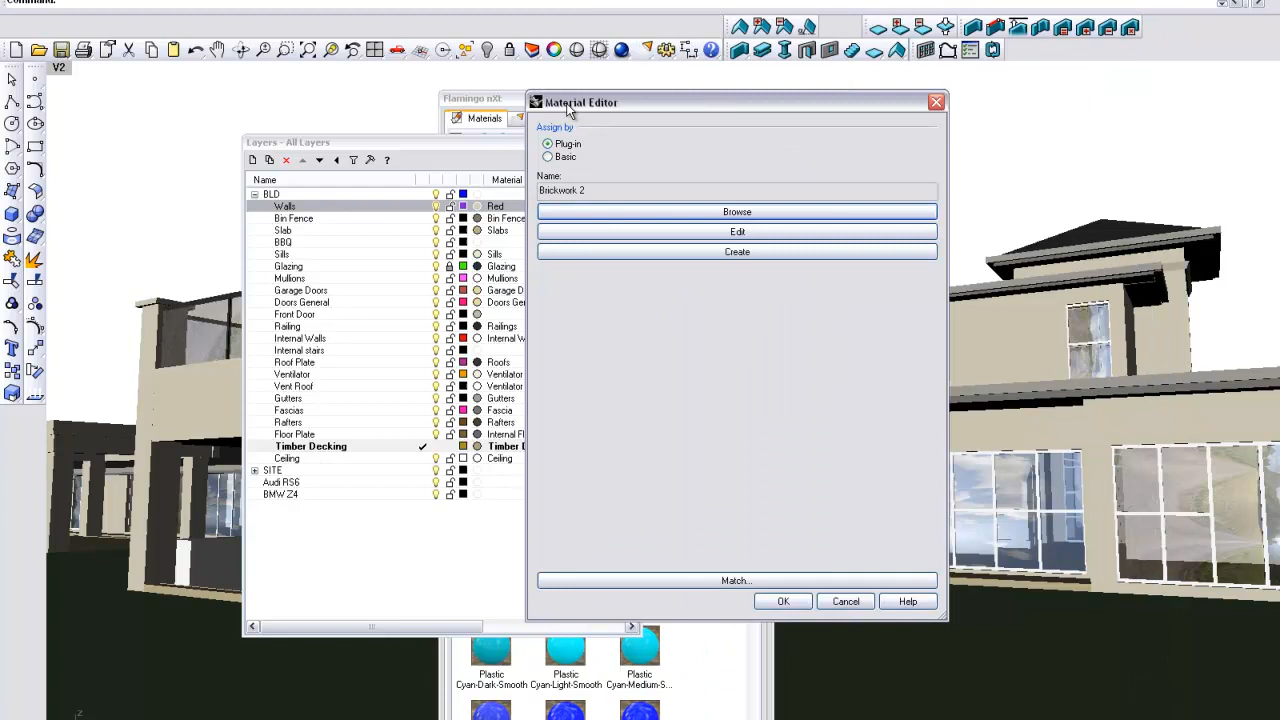 Command:
V2
Flamingo nXt
Materials
Layers - All Layers
Name
Material
BLD
Walls
Red
Bin Fence
Bin Fence
Slab
Slabs
BBQ
Sills
Sills
Glazing
Glazing
Mullions
Mullions
Garage Doors
Garage D
Doors General
Doors Ge
Front Door
Railing
Railings
Internal Walls
Internal W
Internal stairs
Roof Plate
Roofs
Ventilator
Ventilator
Vent Roof
Ventilator
Gutters
Gutters
Fascias
Fascia
Rafters
Rafters
Floor Plate
Internal Fl
Timber Decking
Timber D
Ceiling
Ceiling
SITE
Audi RS6
BMW Z4
Material Editor
Assign by
Plug-in
Basic
Name:
Brickwork 2
Browse
Edit
Create
Match...
OK
Cancel
Help
Plastic
Cyan-Dark-Smooth
Plastic
Cyan-Light-Smooth
Plastic
Cyan-Medium-S...
z